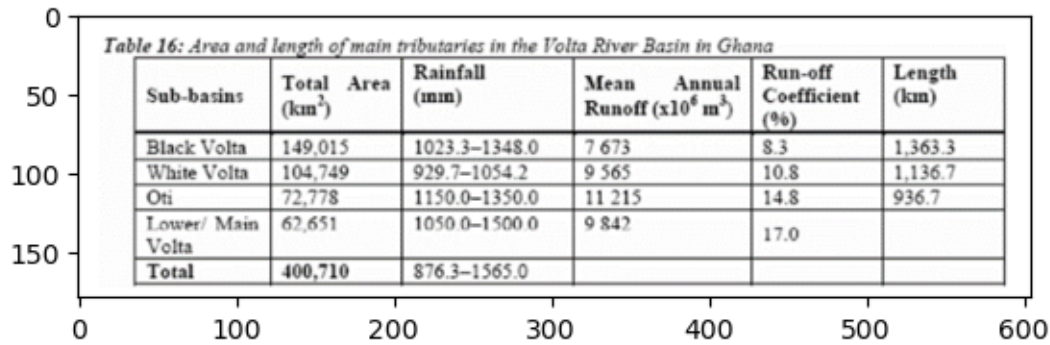 0
50
100
150
Table 16: Area and length of main tributaries in the Volta River Basin in Ghana
Sub-basins Total Area (km²) Rainfall (mm) Mean Annual Runoff (x10⁶ m³) Run-off Coefficient (%) Length (km)
Black Volta 149,015 1023.3–1348.0 7 673 8.3 1,363.3
White Volta 104,749 929.7–1054.2 9 565 10.8 1,136.7
Oti 72,778 1150.0–1350.0 11 215 14.8 936.7
Lower/ Main Volta 62,651 1050.0–1500.0 9 842 17.0
Total 400,710 876.3–1565.0
0 100 200 300 400 500 600